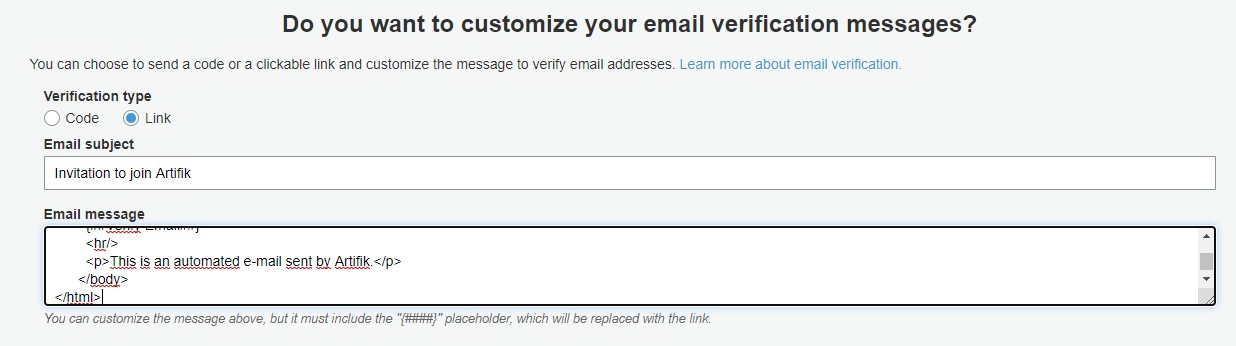 Do you want to customize your email verification messages?
You can choose to send a code or a clickable link and customize the message to verify email addresses. Learn more about email verification.
Verification type
Code Link
Email subject
Invitation to join Artifik
Email message
<hr/>
<p>This is an automated e-mail sent by Artifik.</p>
</body>
</html>
You can customize the message above, but it must include the "{####}" placeholder, which will be replaced with the link.